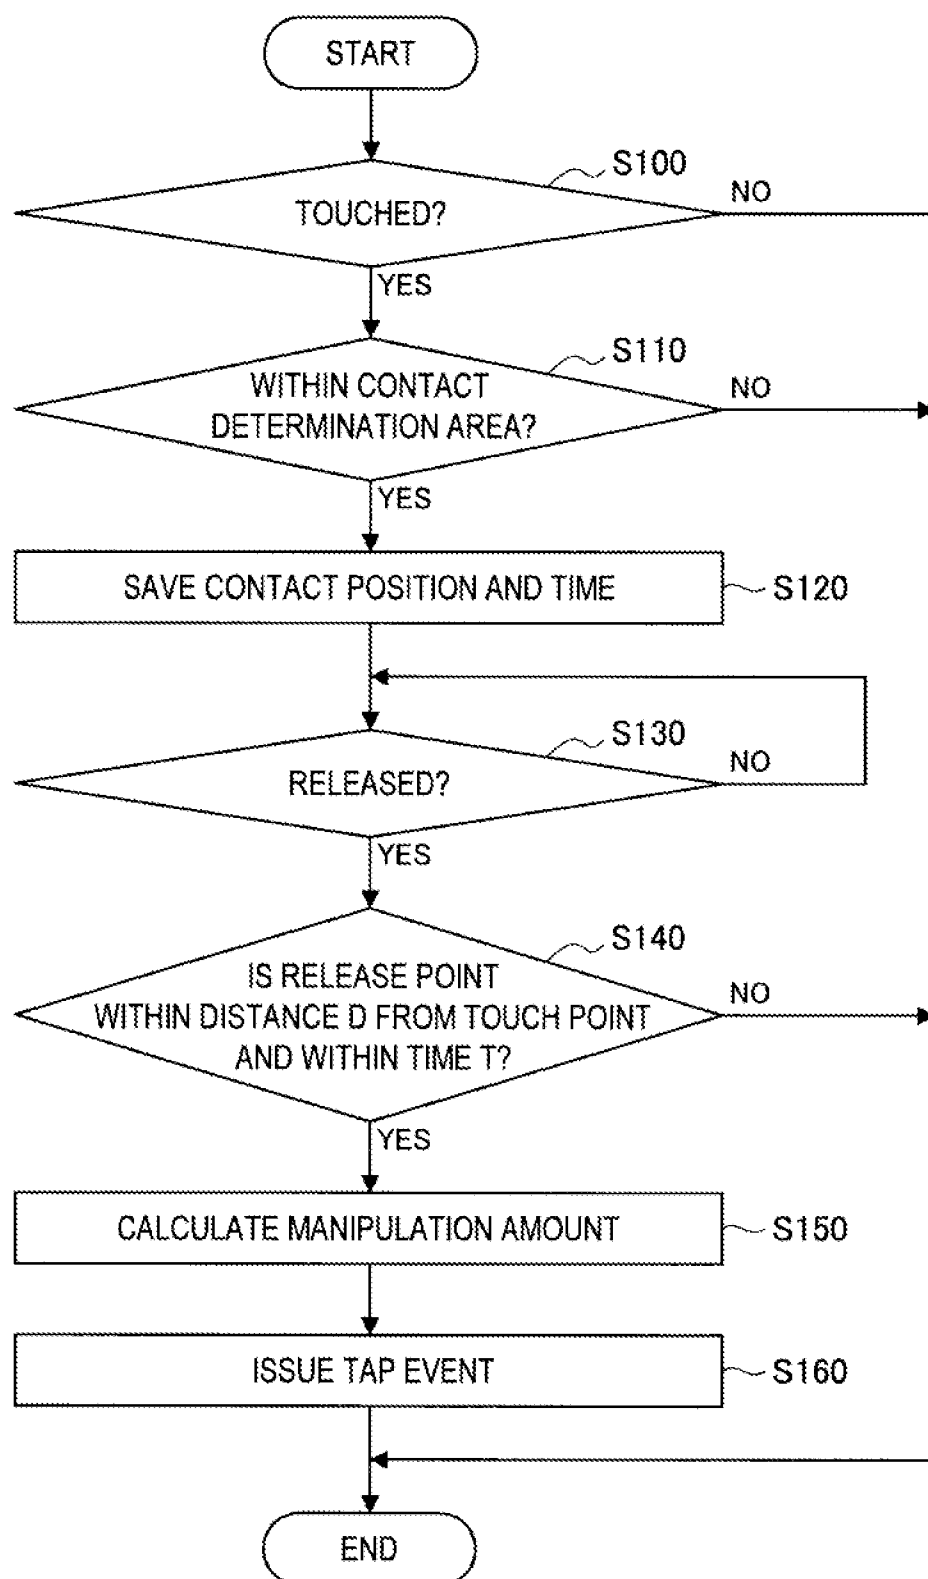 START
S100
NO
TOUCHED?
YES
S110
NO
WITHIN CONTACT
DETERMINATION AREA?
YES
SAVE CONTACT POSITION AND TIME
S120
S130
NO
RELEASED?
YES
S140
IS RELEASE POINT
NO
WITHIN DISTANCE D FROM TOUCH POINT
AND WITHIN TIME T?
YES
CALCULATE MANIPULATION AMOUNT
S150
ISSUE TAP EVENT
S160
END